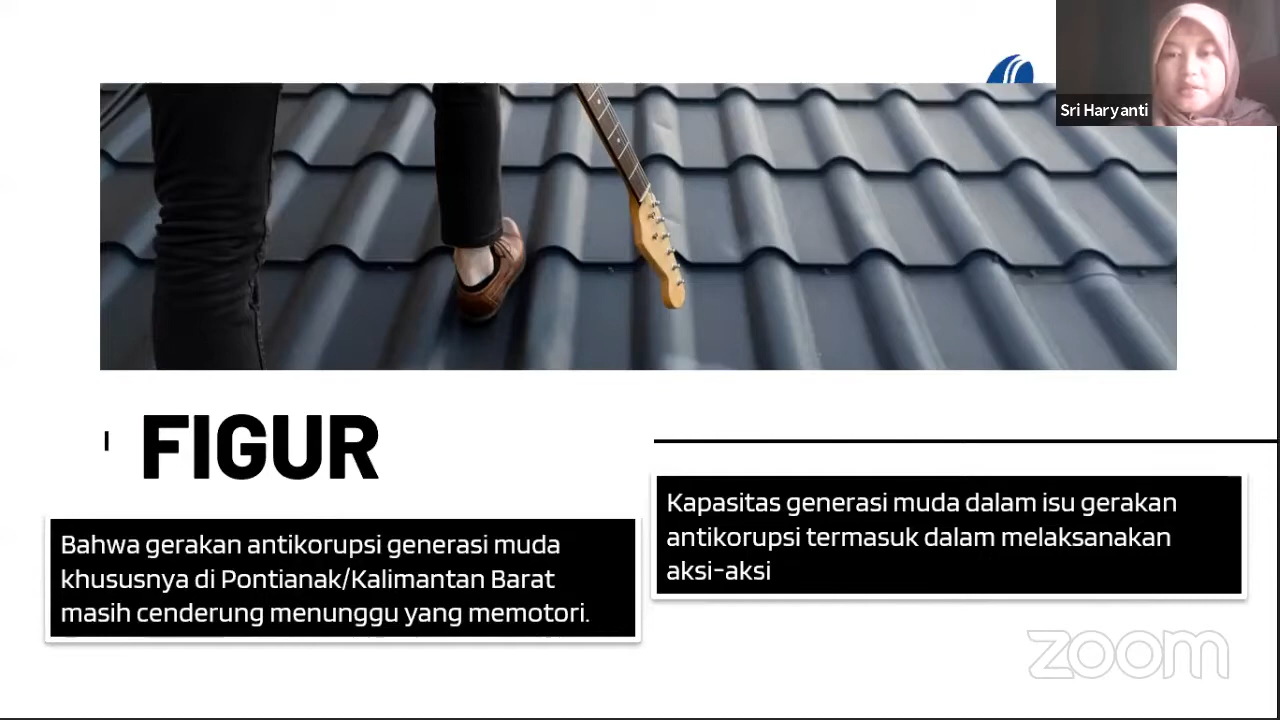 Sri Haryanti
FIGUR
Bahwa gerakan antikorupsi generasi muda
khususnya di Pontianak/Kalimantan Barat
masih cenderung menunggu yang memotori.
Kapasitas generasi muda dalam isu gerakan
antikorupsi termasuk dalam melaksanakan
aksi-aksi
zoom